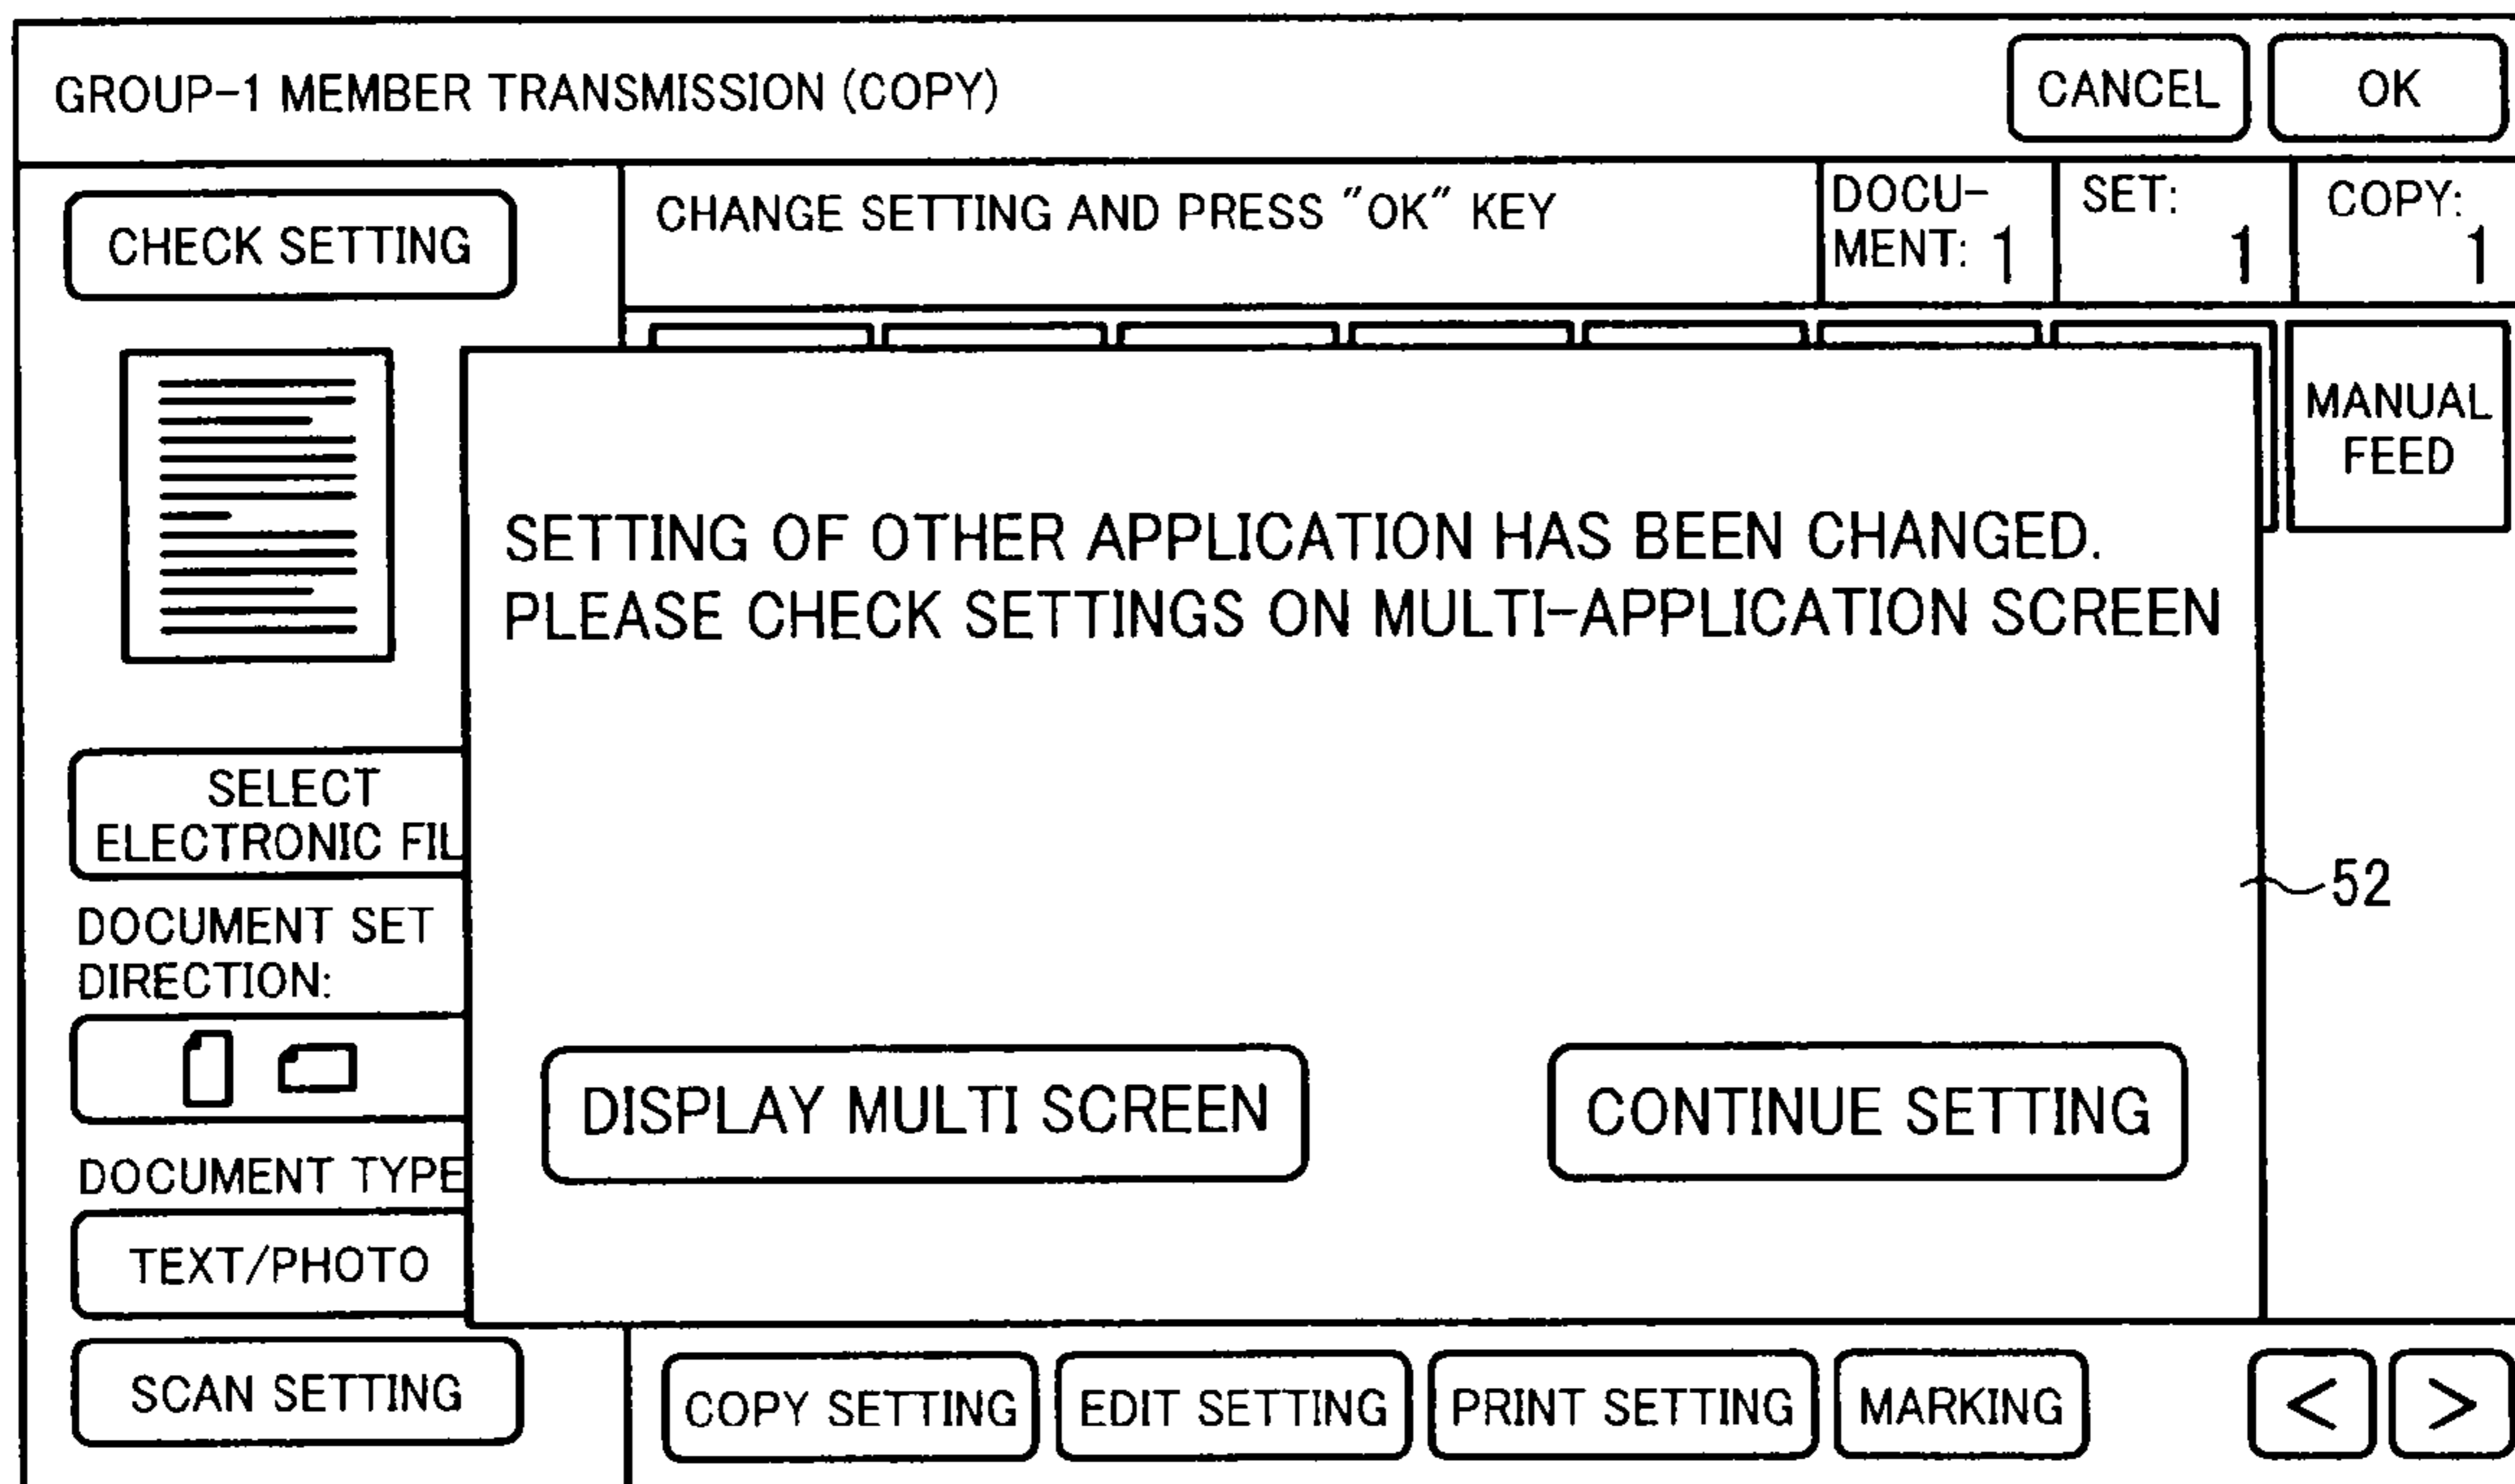 GROUP-1 MEMBER TRANSMISSION (COPY)
CANCEL
OK
CHECK SETTING
CHANGE SETTING AND PRESS "OK" KEY
DOCU-
MENT: 1
SET:
1
COPY:
1
MANUAL
FEED
SETTING OF OTHER APPLICATION HAS BEEN CHANGED.
PLEASE CHECK SETTINGS ON MULTI-APPLICATION SCREEN
SELECT
ELECTRONIC FIL
52
DOCUMENT SET
DIRECTION:
DISPLAY MULTI SCREEN
CONTINUE SETTING
DOCUMENT TYPE
TEXT/PHOTO
SCAN SETTING
COPY SETTING
EDIT SETTING
PRINT SETTING
MARKING
<
>